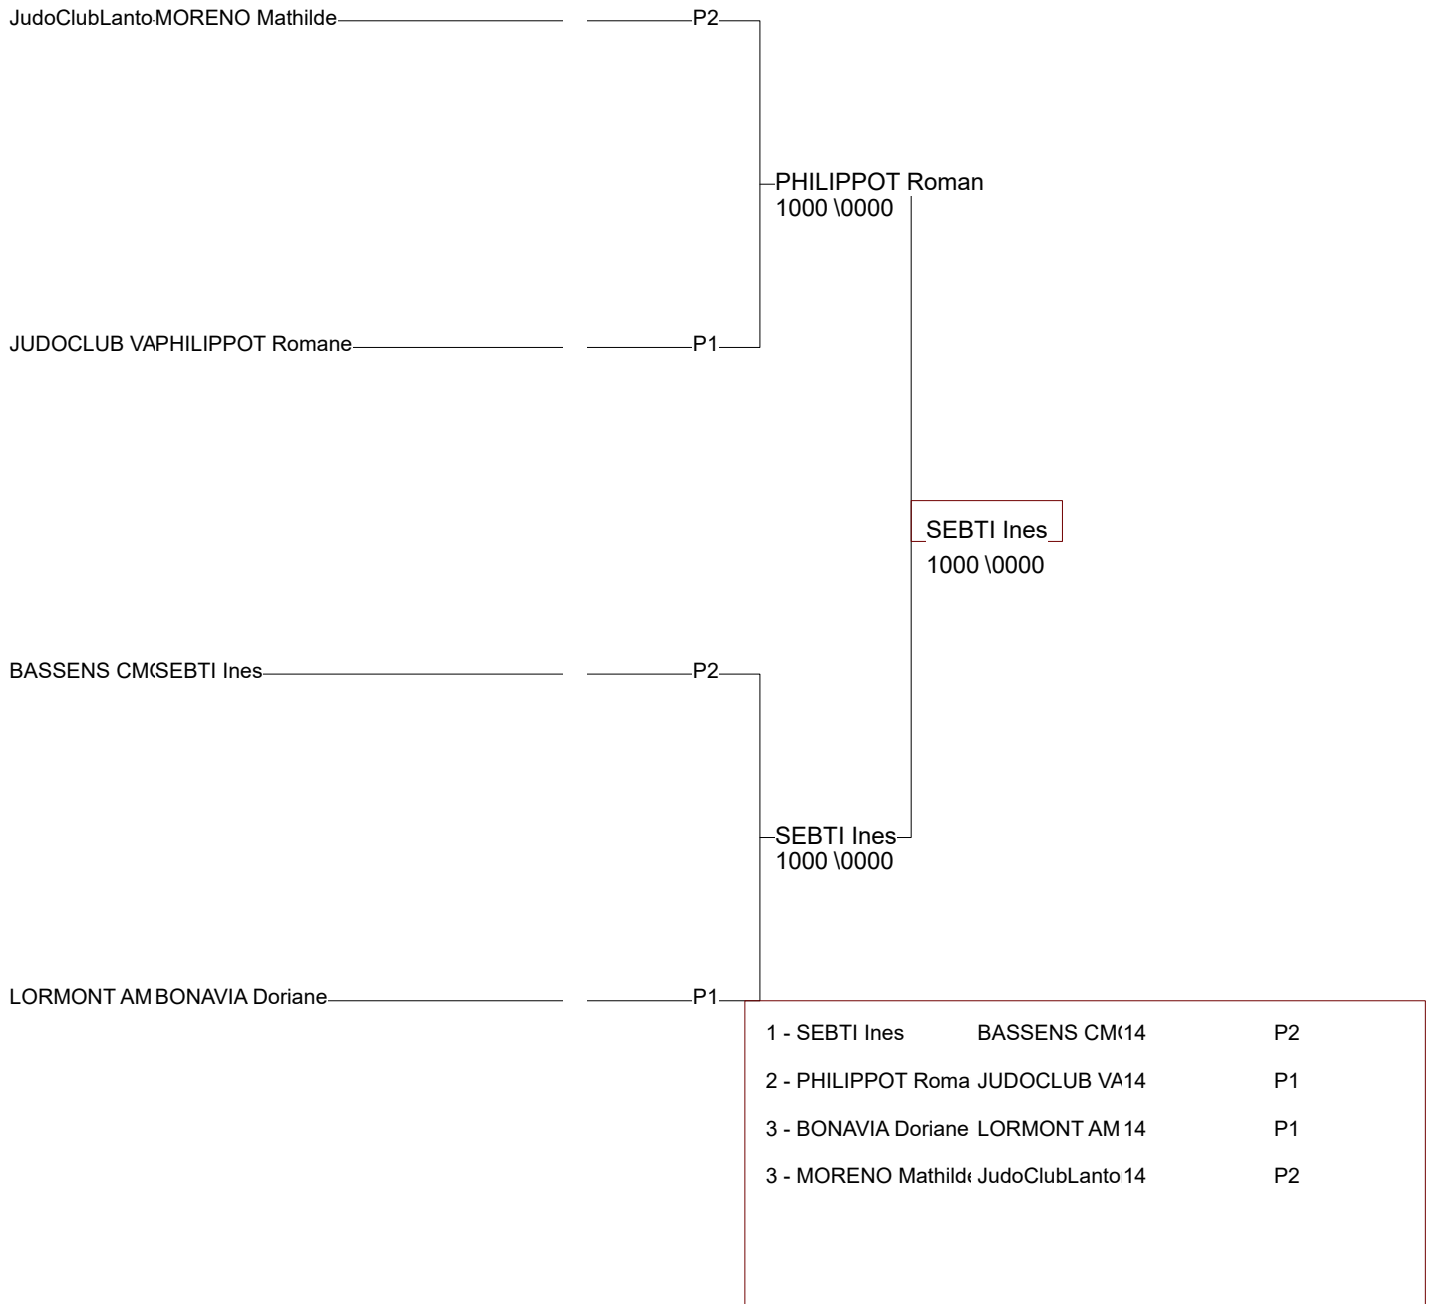 JudoClubLanto MORENO Mathilde P2
PHILIPPOT Roman
1000 \0000
JUDOCLUB VA PHILIPPOT Romane P1
SEBTI Ines
1000 \0000
BASSENS CM SEBTI Ines P2
SEBTI Ines
1000 \0000
LORMONT AM BONAVIA Doriane P1
1 - SEBTI Ines BASSENS CM 14 P2
2 - PHILIPPOT Roma JUDOCLUB VA 14 P1
3 - BONAVIA Doriane LORMONT AM 14 P1
3 - MORENO Mathild JudoClubLanto 14 P2